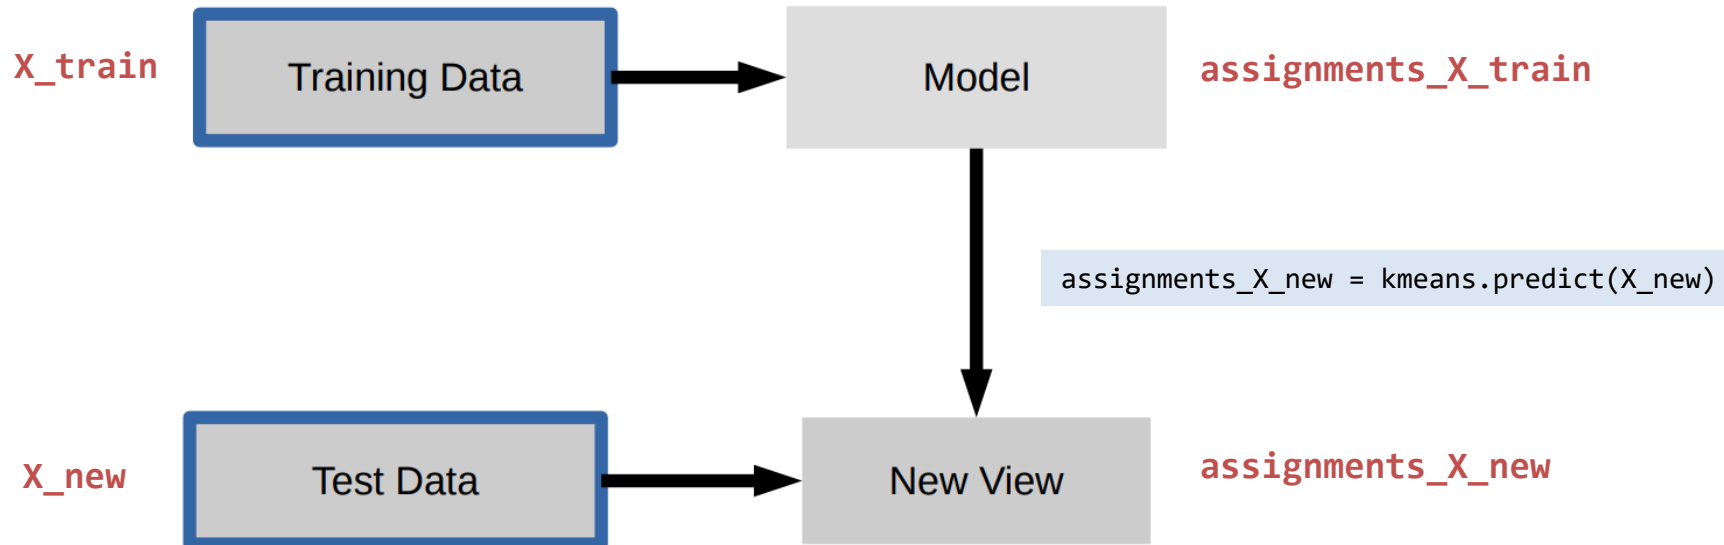 X_train
Training Data
Model
assignments_X_train
assignments_X_new = kmeans.predict(X_new)
X_new
Test Data
New View
assignments_X_new